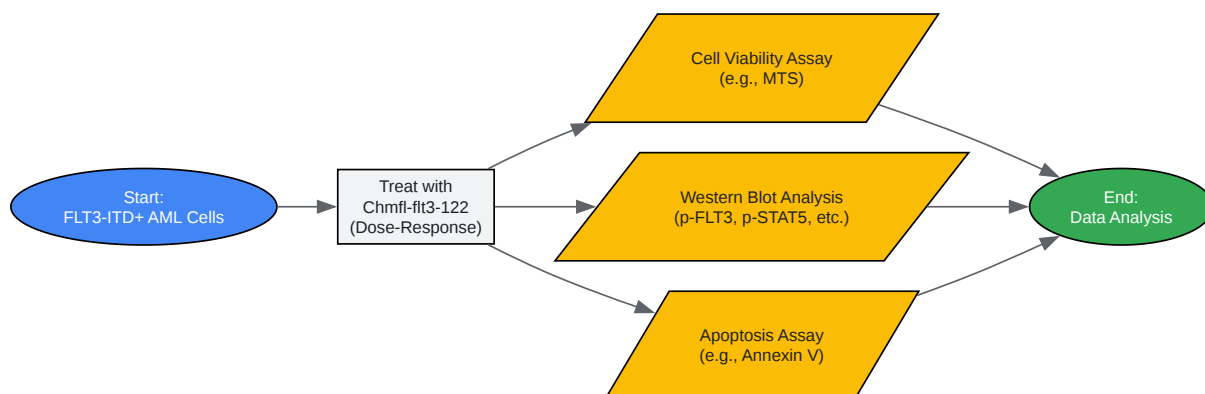 Start:
FLT3-ITD+ AML Cells
Treat with
Chmfl-flt3-122
(Dose-Response)
Cell Viability Assay
(e.g., MTS)
Western Blot Analysis
(p-FLT3, p-STAT5, etc.)
Apoptosis Assay
(e.g., Annexin V)
End:
Data Analysis